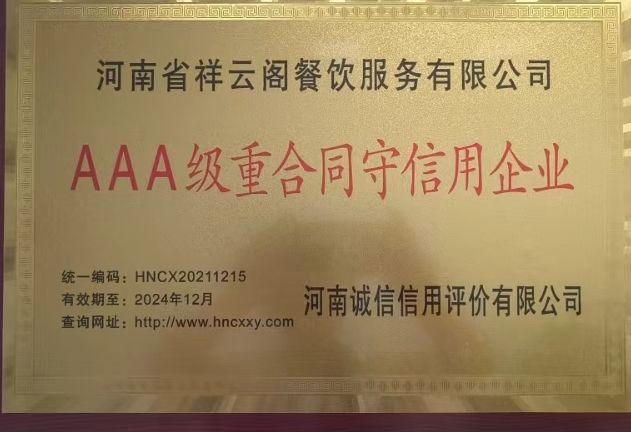 河南省祥云阁餐饮服务有限公司
AAA级重合同守信用企业
统一编码：HNCX20211215
有效期至：2024年12月
查询网址：http://www.hncxxy.com
河南诚信信用评价有限公司